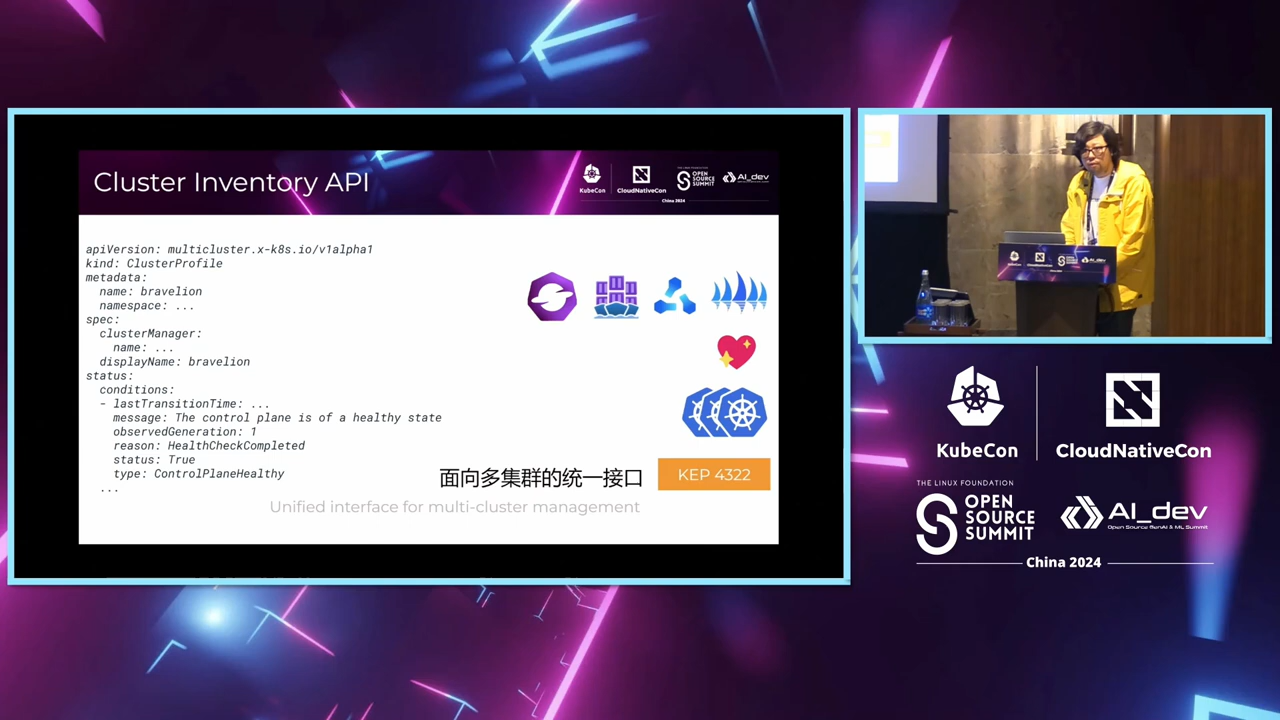 Cluster Inventory API
KubeCon
CloudNativeCon
THE LINUX FOUNDATION
OPEN
SOURCE
SUMMIT
AI_dev
China 2024
apiVersion: multicluster.x-k8s.io/v1alpha1
kind: ClusterProfile
metadata:
name: bravelion
namespace: ...
spec:
clusterManager:
name: ...
displayName: bravelion
status:
conditions:
- lastTransitionTime: ...
message: The control plane is of a healthy state
observedGeneration: 1
reason: HealthCheckCompleted
status: True
type: ControlPlaneHealthy
...
面向多集群的统一接口
KEP 4322
Unified interface for multi-cluster management
KubeCon
CloudNativeCon
THE LINUX FOUNDATION
OPEN
SOURCE
SUMMIT
AI_dev
Open Source GenAI & ML Summit
China 2024